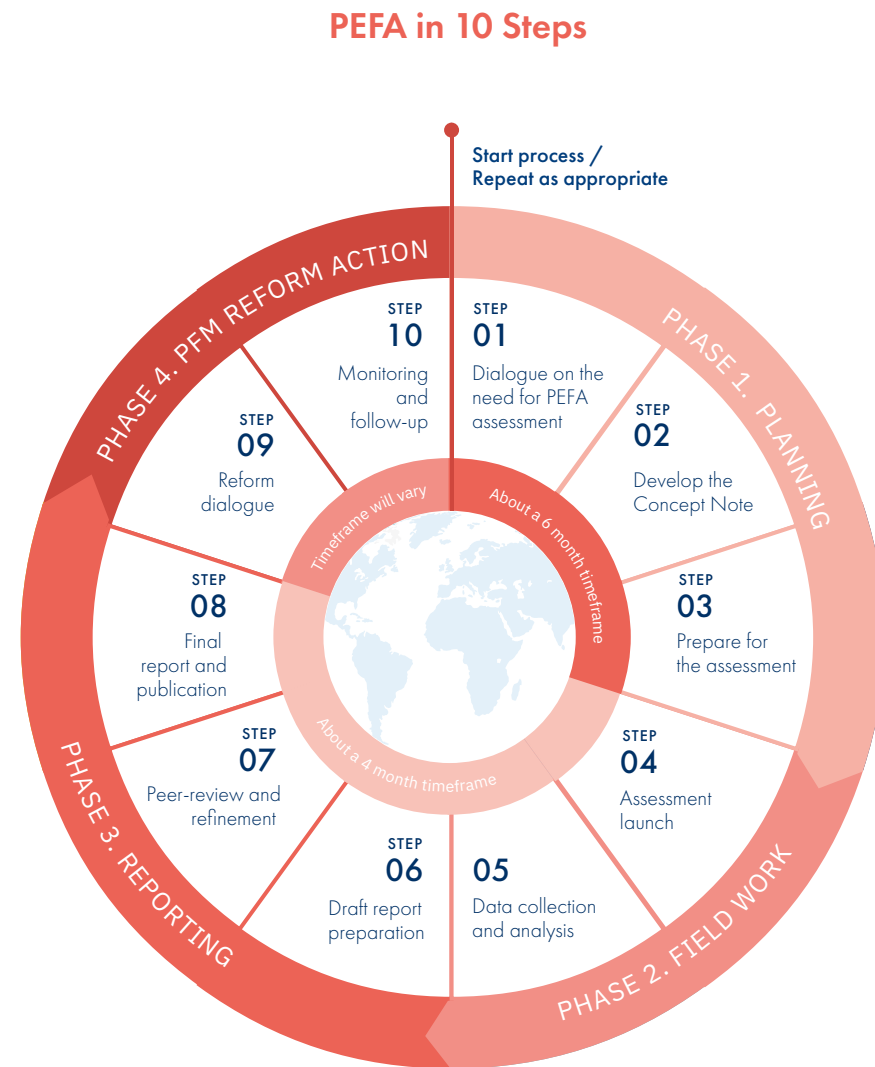 PEFA in 10 Steps
Start process /
Repeat as appropriate
PHASE 1. PLANNING
STEP
01
Dialogue on the
need for PEFA
assessment
STEP
02
Develop the
Concept Note
STEP
03
Prepare for
the assessment
About a 6 month timeframe
PHASE 2. FIELD WORK
STEP
04
Assessment
launch
05
Data collection
and analysis
PHASE 3. REPORTING
STEP
06
Draft report
preparation
STEP
07
Peer-review and
refinement
STEP
08
Final
report and
publication
About a 4 month timeframe
PHASE 4. PFM REFORM ACTION
STEP
09
Reform
dialogue
STEP
10
Monitoring
and
follow-up
Timeframe will vary